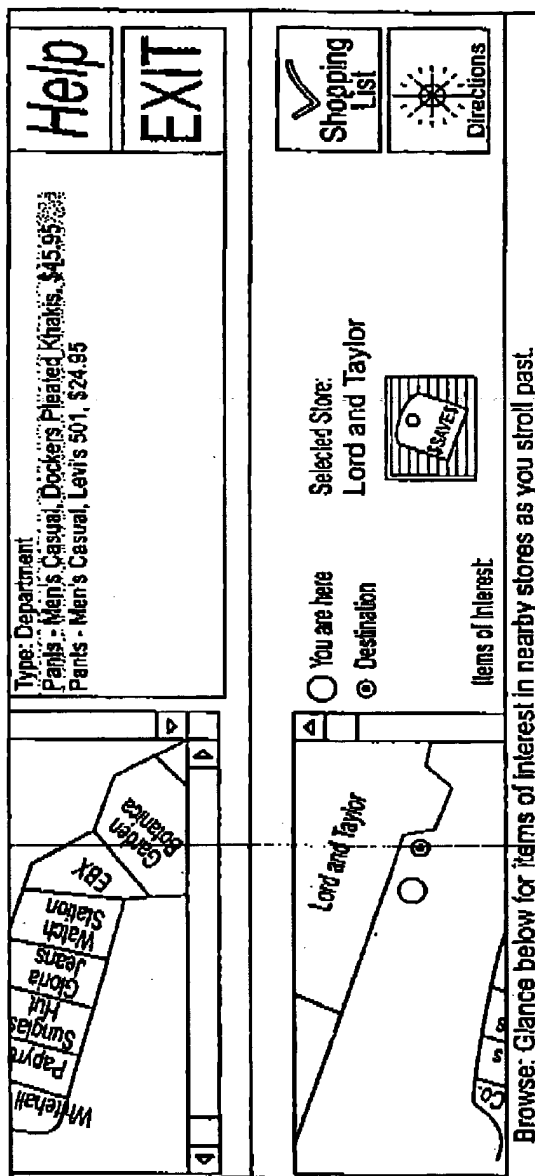 Whitehall
Papyre
Sunglas
Hut
Gloria
Jeans
Watch
Station
EBX
Garden
Botanica
Type: Department
Pants - Men's Casual, Dockers Pleated Khakis, $45.95
Pants - Men's Casual, Levi's 501, $24.95
Help
EXIT
Lord and Taylor
You are here
Destination
Selected Store:
Lord and Taylor
$SAVE$
Items of Interest:
Shopping
List
Directions
Browse: Glance below for items of interest in nearby stores as you stroll past.